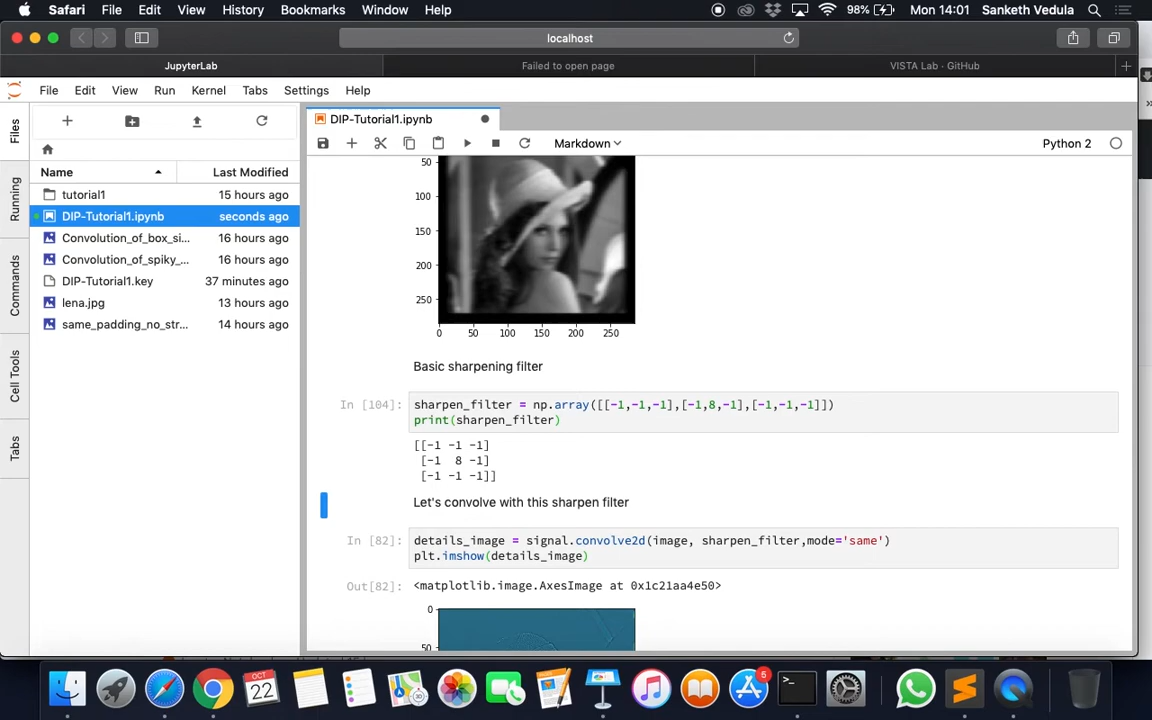 Safari File Edit View History Bookmarks Window Help 98% Mon 14:01 Sanketh Vedula
localhost
JupyterLab Failed to open page VISTA Lab · GitHub
File Edit View Run Kernel Tabs Settings Help
DIP-Tutorial1.ipynb
Markdown Python 2
Files
Running
Commands
Cell Tools
Tabs
Name Last Modified
tutorial1 15 hours ago
DIP-Tutorial1.ipynb seconds ago
Convolution_of_box_si... 16 hours ago
Convolution_of_spiky_... 16 hours ago
DIP-Tutorial1.key 37 minutes ago
lena.jpg 13 hours ago
same_padding_no_str... 14 hours ago
50
100
150
200
250
0 50 100 150 200 250
Basic sharpening filter
In [104]: sharpen_filter = np.array([[-1,-1,-1],[-1,8,-1],[-1,-1,-1]])
print(sharpen_filter)
[[-1 -1 -1]
[-1 8 -1]
[-1 -1 -1]]
Let's convolve with this sharpen filter
In [82]: details_image = signal.convolve2d(image, sharpen_filter,mode='same')
plt.imshow(details_image)
Out[82]: <matplotlib.image.AxesImage at 0x1c21aa4e50>
0
50
OCT
22
5
>_